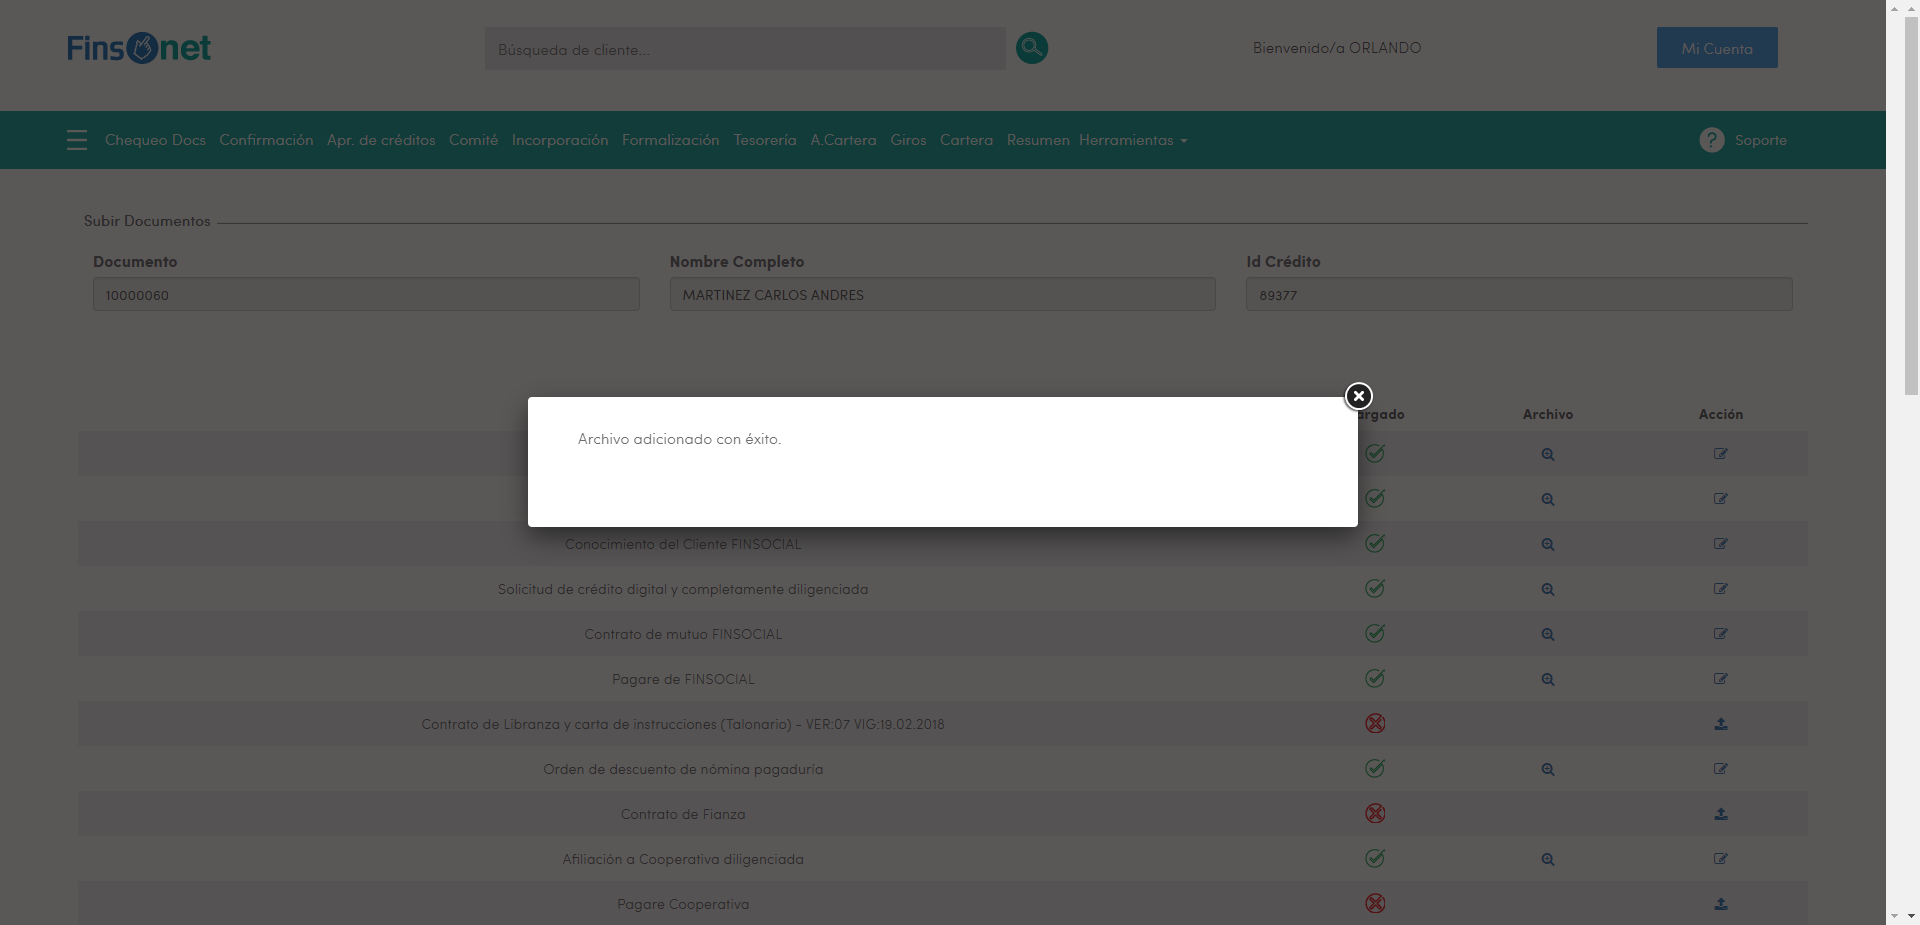 Finsonet
Búsqueda de cliente...
Bienvenido/a ORLANDO
Mi Cuenta
Chequeo Docs Confirmación Apr. de créditos Comité Incorporación Formalización Tesorería A.Cartera Giros Cartera Resumen Herramientas
? Soporte
Subir Documentos
Documento Nombre Completo Id Crédito
10000060 MARTINEZ CARLOS ANDRES 89377
Archivo Acción
Archivo adicionado con éxito.
Conocimiento del Cliente FINSOCIAL
Solicitud de crédito digital y completamente diligenciada
Contrato de mutuo FINSOCIAL
Pagare de FINSOCIAL
Contrato de Libranza y carta de instrucciones (Talonario) - VER:07 VIG:19.02.2018
Orden de descuento de nómina pagaduría
Contrato de Fianza
Afiliación a Cooperativa diligenciada
Pagare Cooperativa